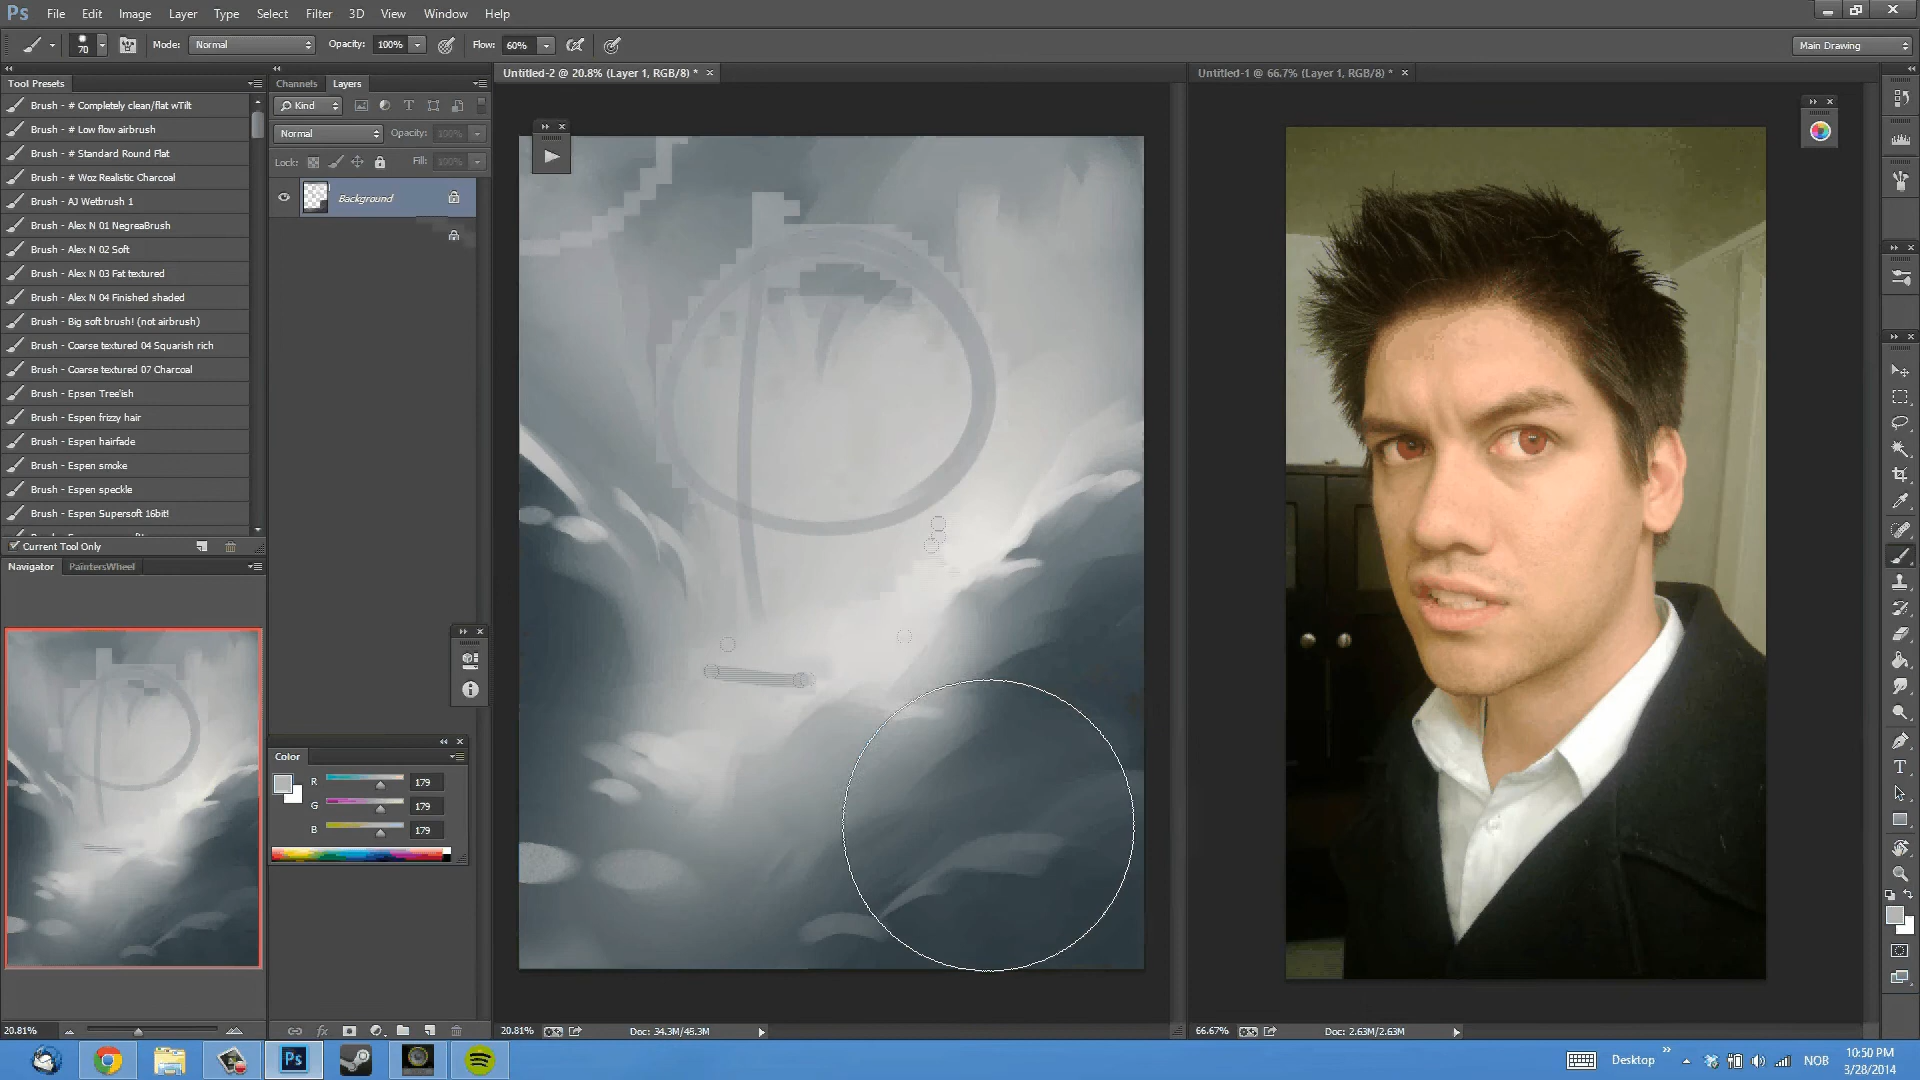 Ps File Edit Image Layer Type Select Filter 3D View Window Help
70 Mode: Normal Opacity: 100% Flow: 60% Main Drawing
Tool Presets
Brush - # Completely clean/flat wTilt
Brush - # Low flow airbrush
Brush - # Standard Round Flat
Brush - # Woz Realistic Charcoal
Brush - AJ Wetbrush 1
Brush - Alex N 01 NegreaBrush
Brush - Alex N 02 Soft
Brush - Alex N 03 Fat textured
Brush - Alex N 04 Finished shaded
Brush - Big soft brush! (not airbrush)
Brush - Coarse textured 04 Squarish rich
Brush - Coarse textured 07 Charcoal
Brush - Epsen Tree'ish
Brush - Espen frizzy hair
Brush - Espen hairfade
Brush - Espen smoke
Brush - Espen speckle
Brush - Espen Supersoft 16bit!
Current Tool Only
Navigator PaintersWheel
20.81%
Channels Layers
Kind
Normal Opacity: 100%
Lock: Fill: 100%
Background
Color
R 179
G 179
B 179
fx
Untitled-2 @ 20.8% (Layer 1, RGB/8) *
20.81% Doc: 34.3M/45.3M
Untitled-1 @ 66.7% (Layer 1, RGB/8) *
66.67% Doc: 2.63M/2.63M
Ps
Desktop NOB 10:50 PM
3/28/2014